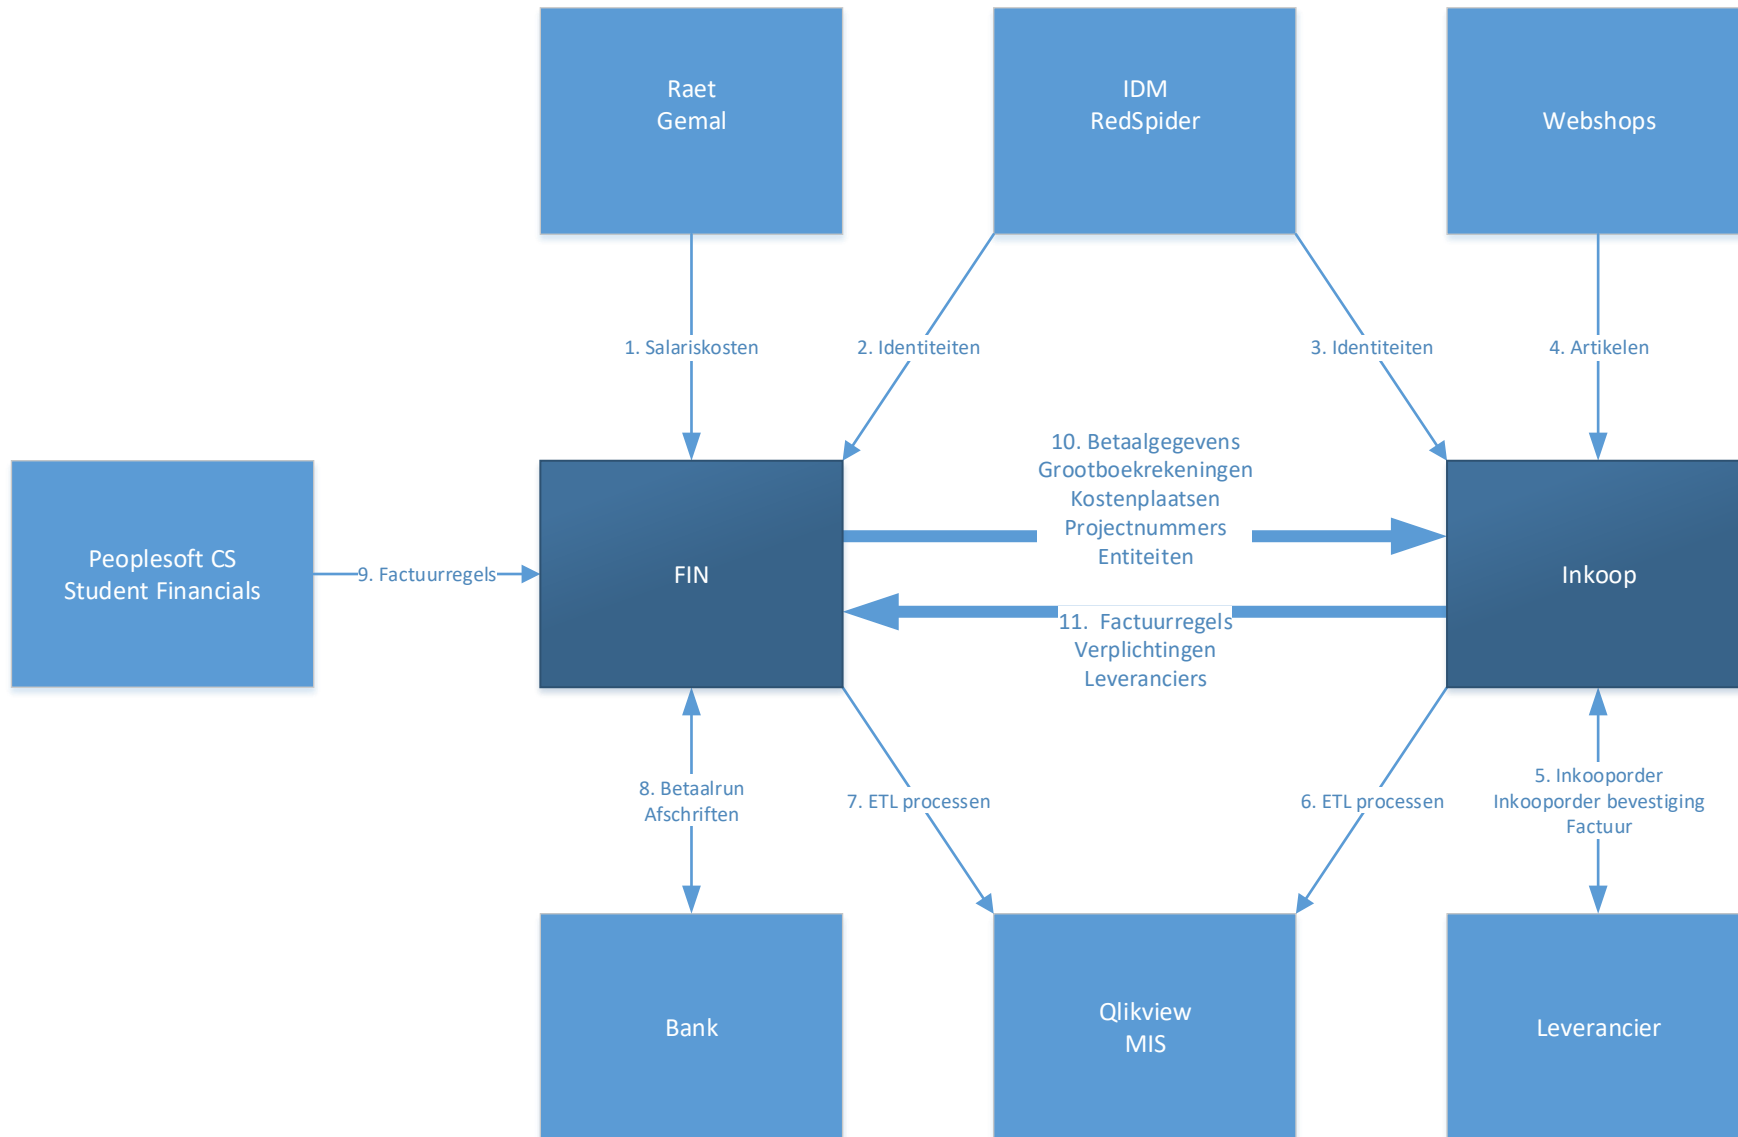 Raet
Gemal
IDM
RedSpider
Webshops
1. Salariskosten
2. Identiteiten
3. Identiteiten
4. Artikelen
10. Betaalgegevens
Grootboekrekeningen
Kostenplaatsen
Projectnummers
Entiteiten
Peoplesoft CS
Student Financials
9. Factuurregels
FIN
Inkoop
11. Factuurregels
Verplichtingen
Leveranciers
8. Betaalrun
Afschriften
7. ETL processen
6. ETL processen
5. Inkooporder
Inkooporder bevestiging
Factuur
Bank
Qlikview
MIS
Leverancier